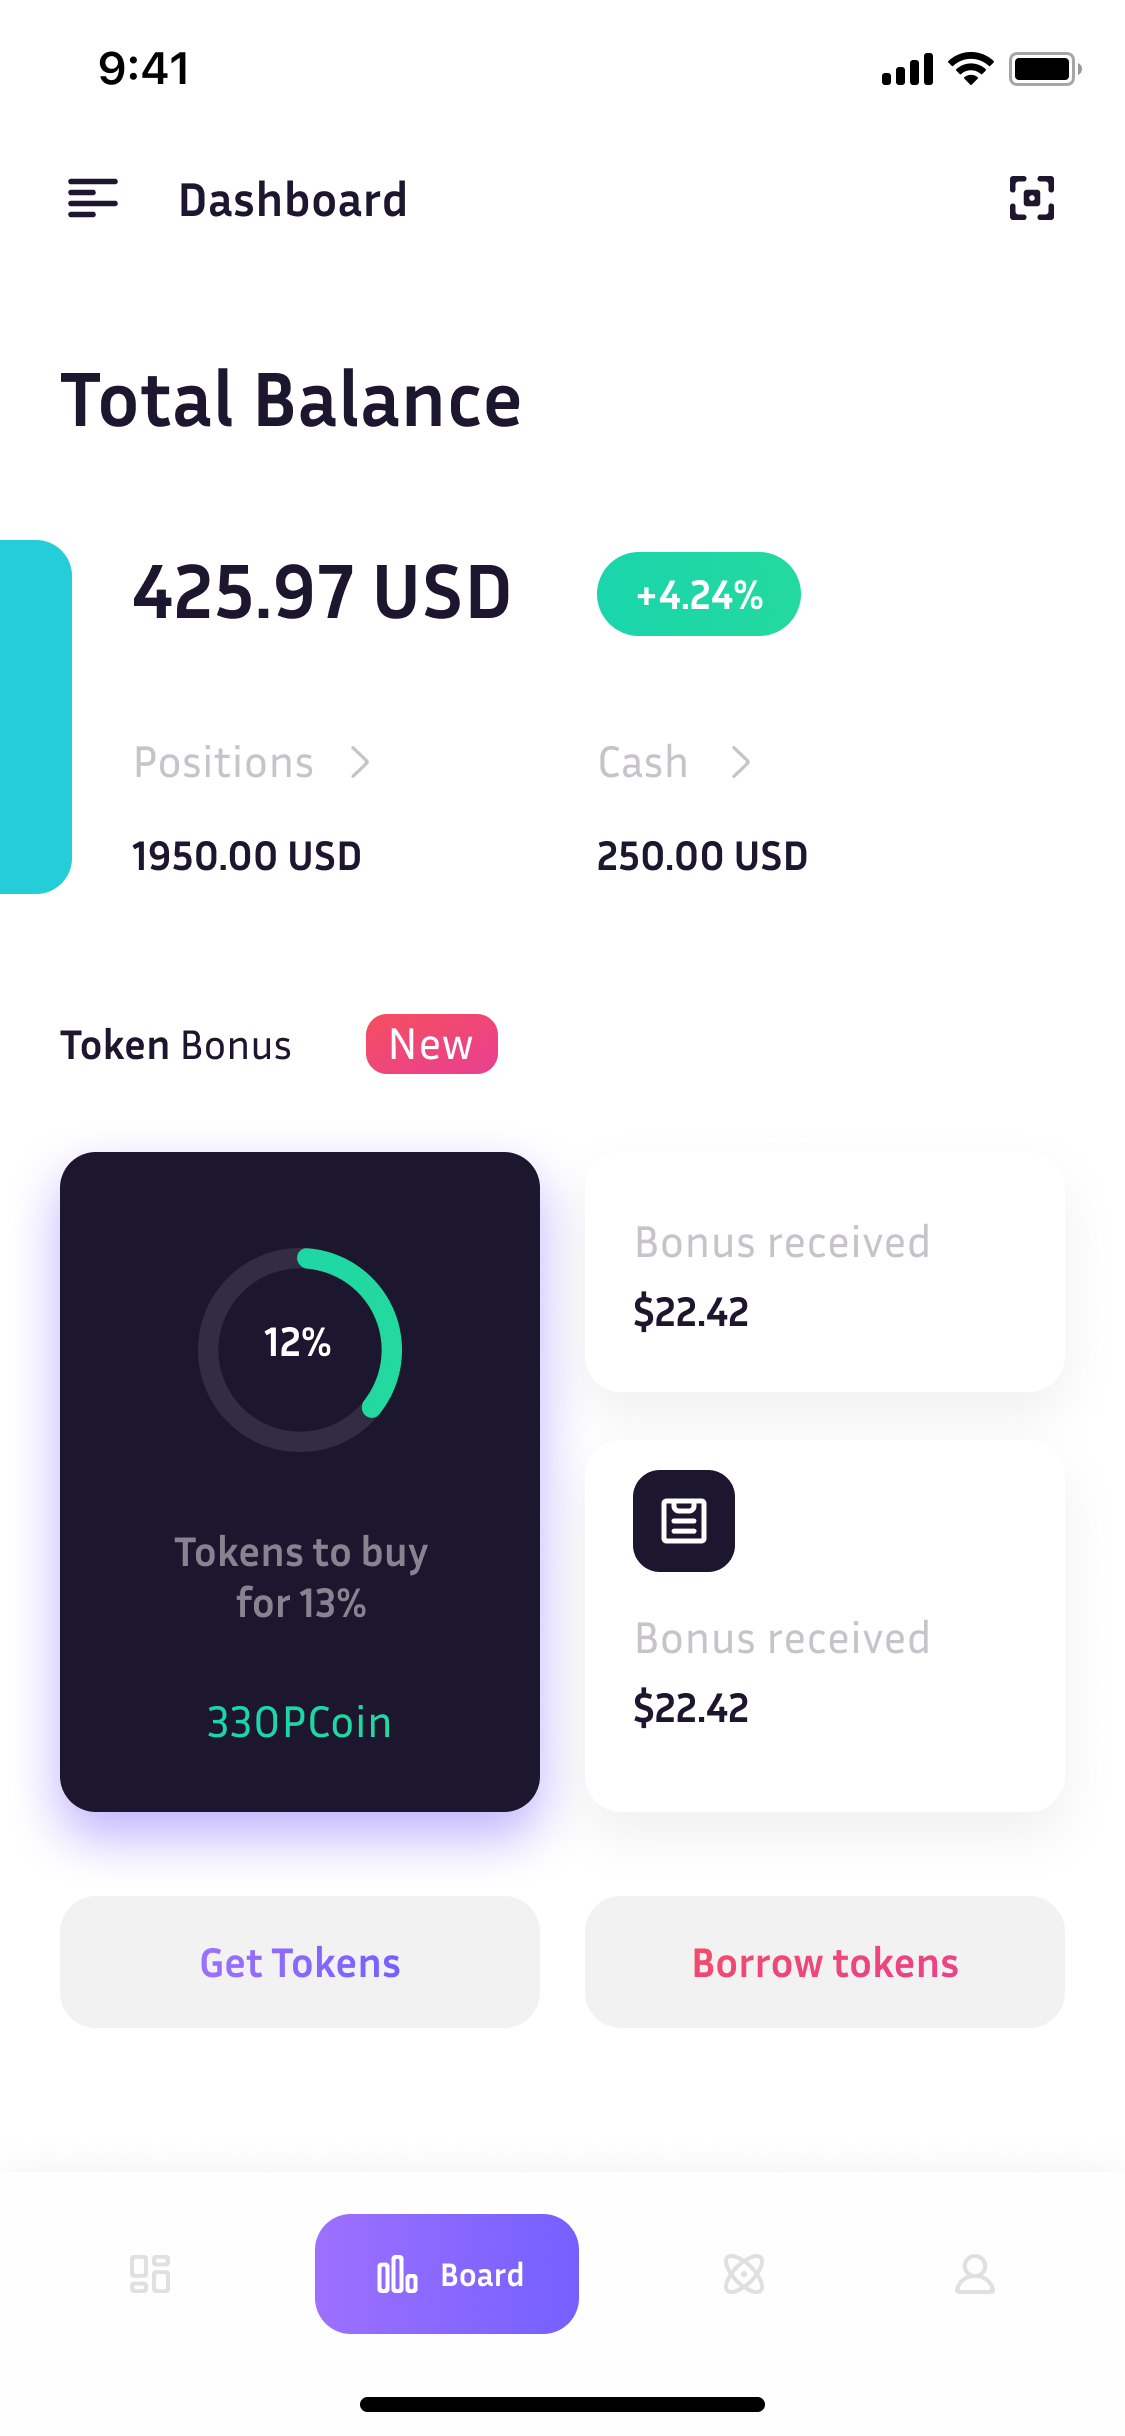 9:41
Dashboard
Total Balance
425.97 USD
+4.24%
Positions
Cash
1950.00 USD
250.00 USD
Token Bonus
New
12%
Tokens to buy
for 13%
330PCoin
Bonus received
$22.42
Bonus received
$22.42
Get Tokens
Borrow tokens
Board